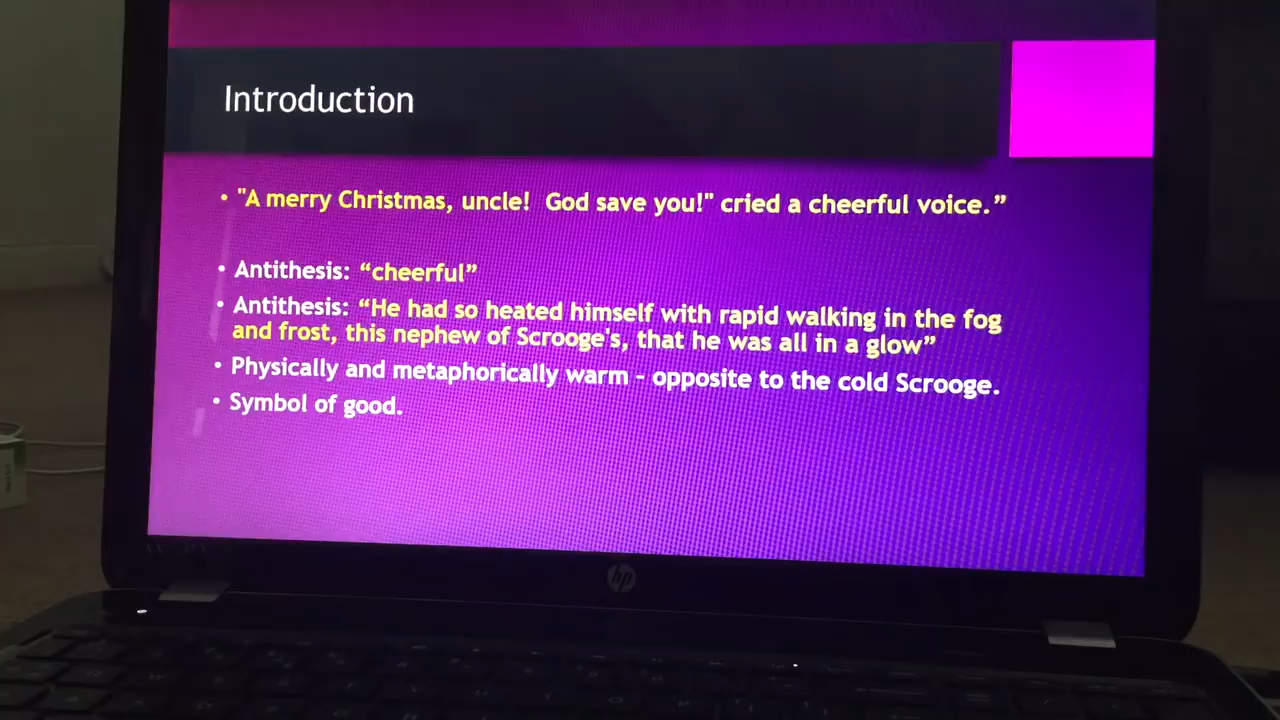 Introduction
• "A merry Christmas, uncle!  God save you!" cried a cheerful voice.”
• Antithesis: “cheerful”
• Antithesis: “He had so heated himself with rapid walking in the fog
and frost, this nephew of Scrooge's, that he was all in a glow”
• Physically and metaphorically warm – opposite to the cold Scrooge.
• Symbol of good.
hp